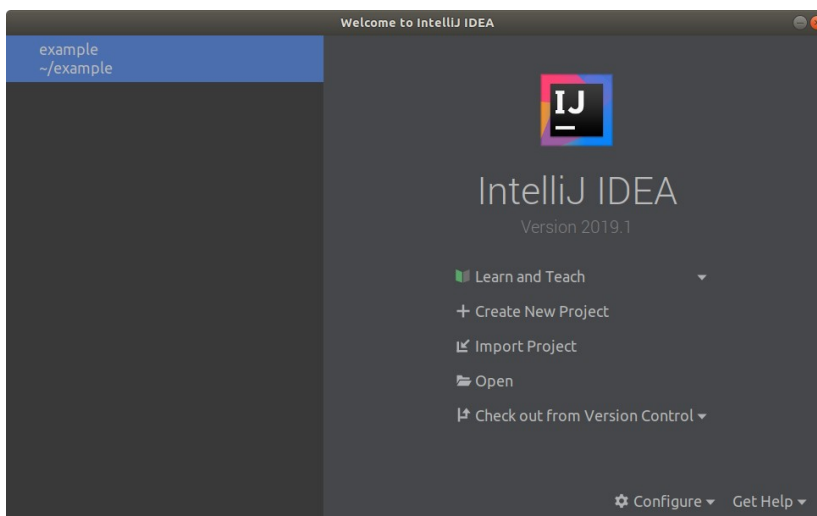 Welcome to IntelliJ IDEA
example
~/example
IJ
IntelliJ IDEA
Version 2019.1
Learn and Teach
Create New Project
Import Project
Open
Check out from Version Control
Configure
Get Help